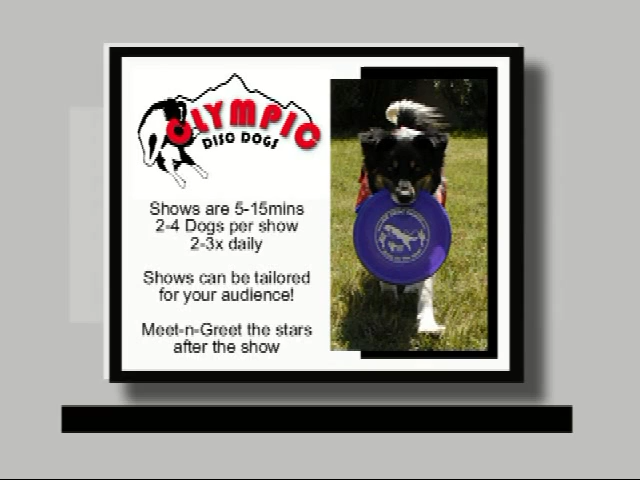 OLYMPIC
DISC DOGS
Shows are 5-15mins
2-4 Dogs per show
2-3x daily
Shows can be tailored
for your audience!
Meet-n-Greet the stars
after the show